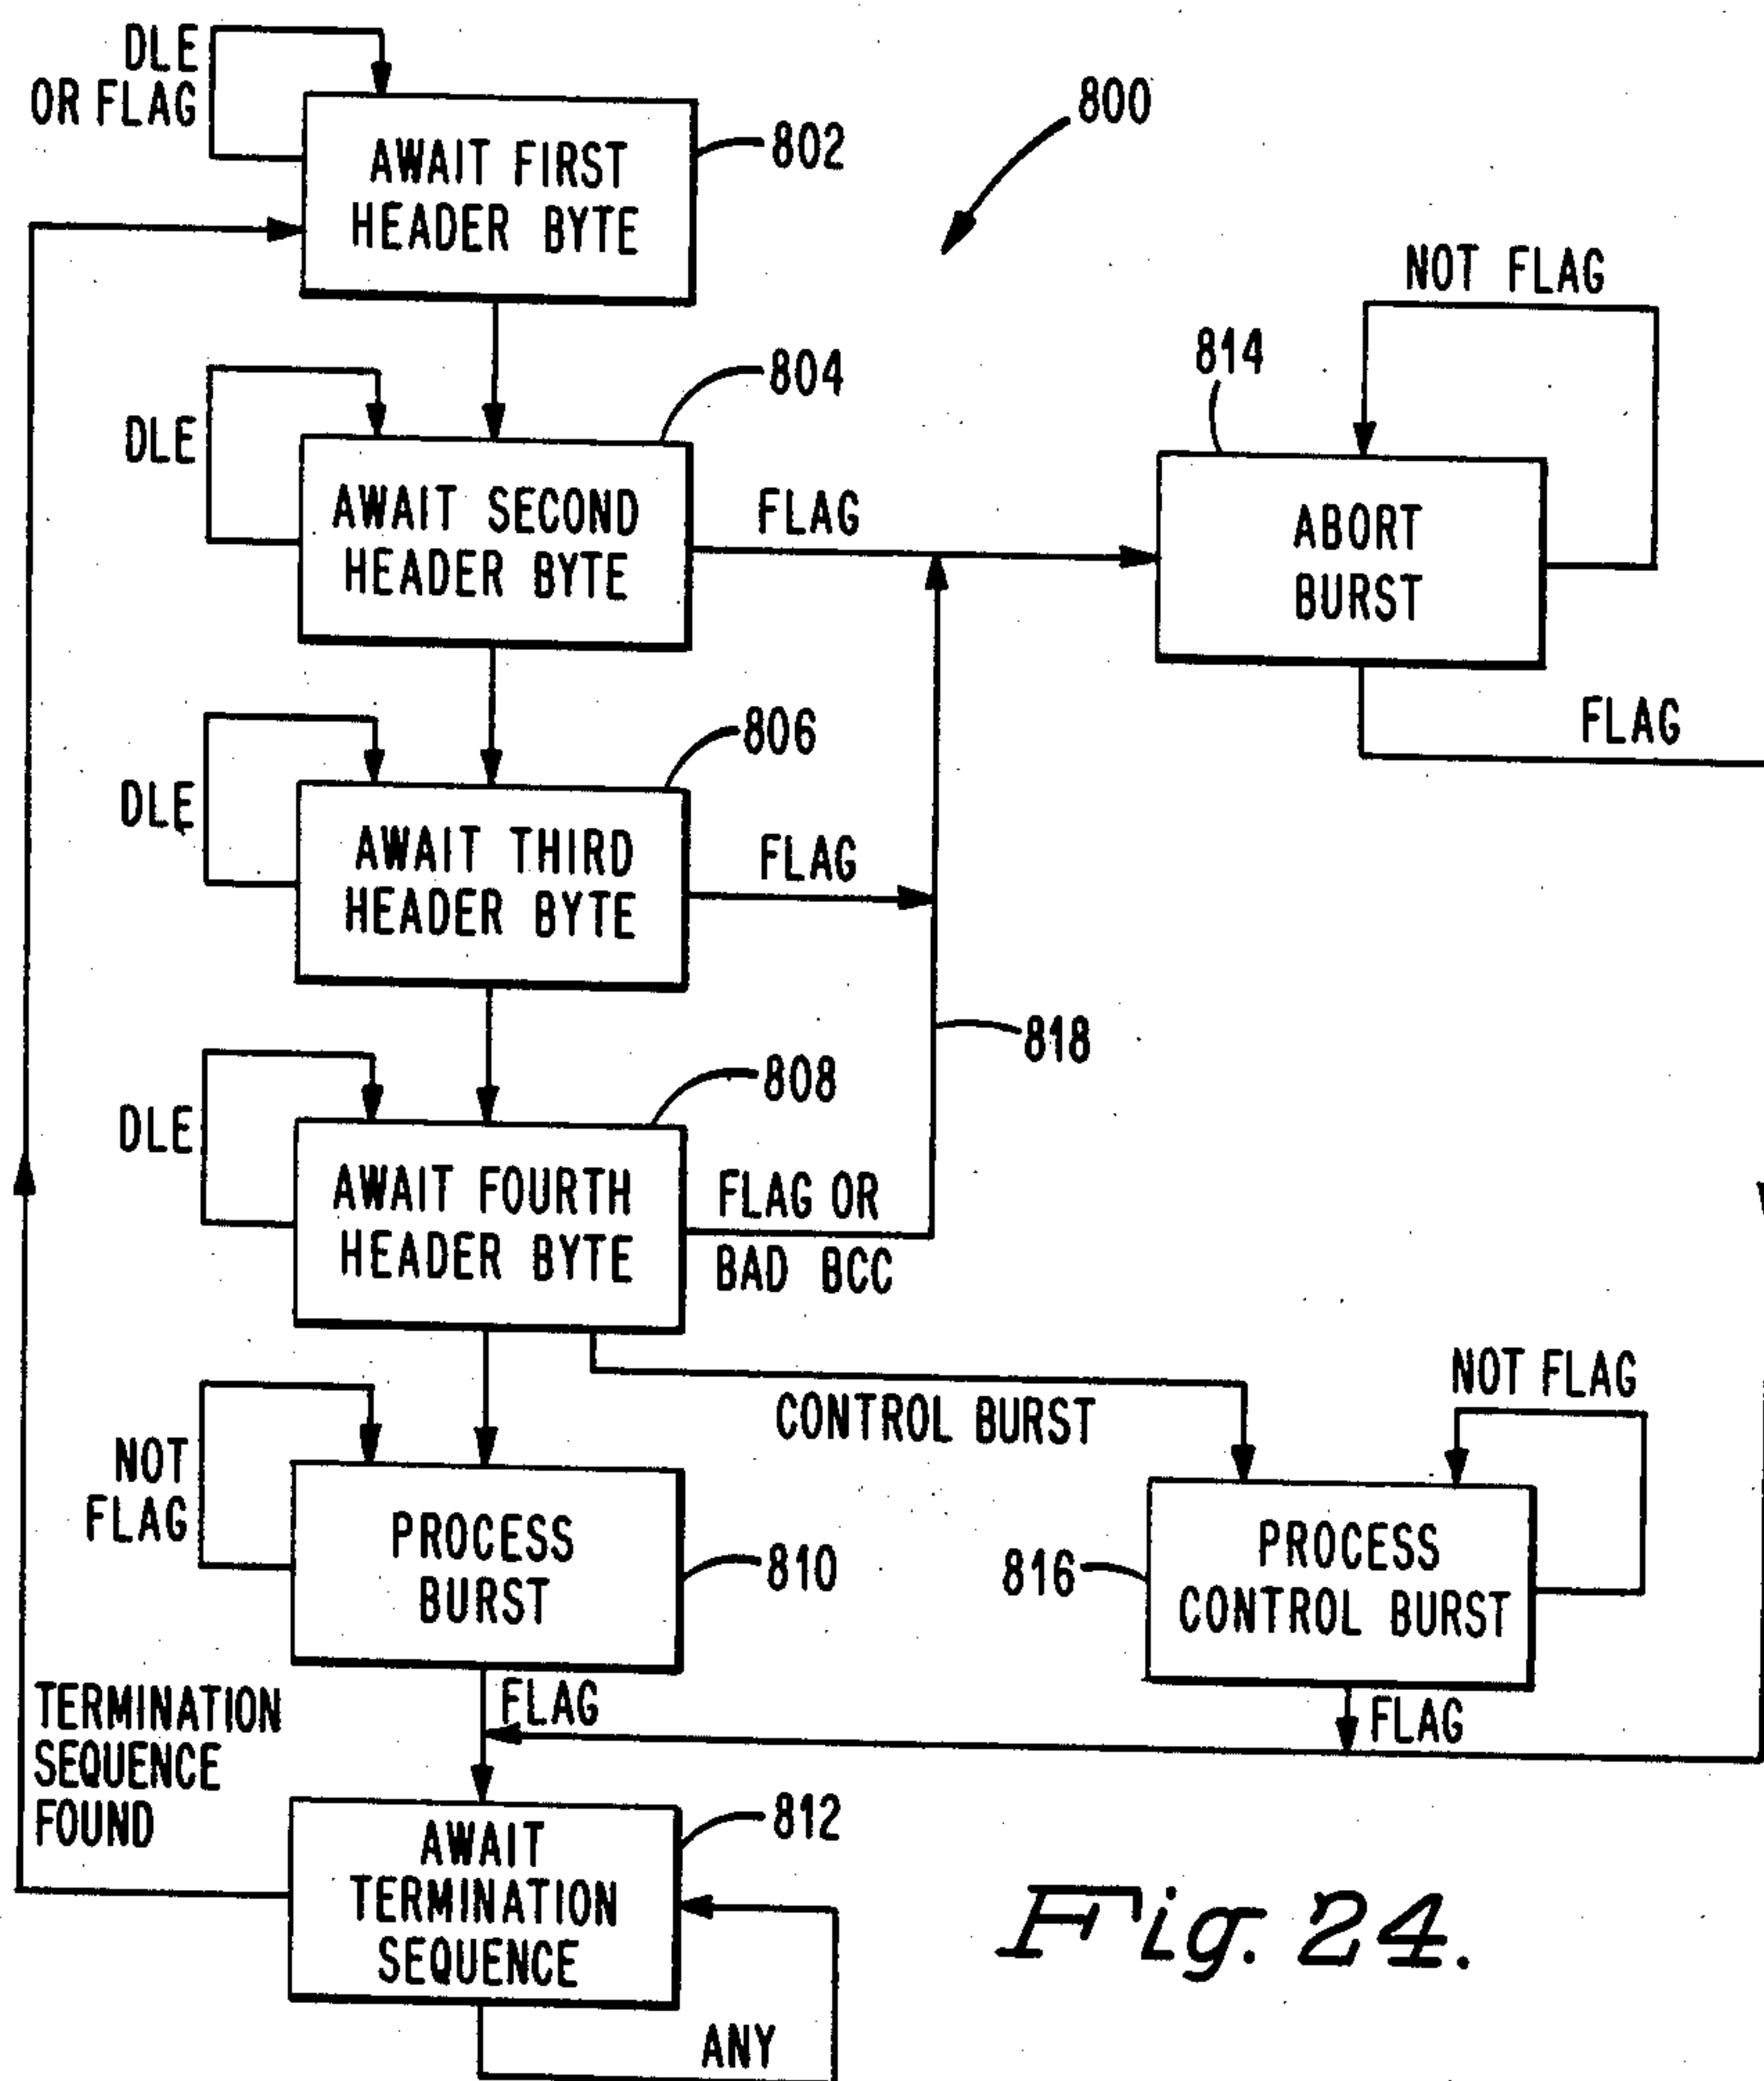 DLE
OR FLAG
AWAIT FIRST
HEADER BYTE
802
800
DLE
AWAIT SECOND
HEADER BYTE
804
FLAG
NOT FLAG
814
ABORT
BURST
FLAG
DLE
AWAIT THIRD
HEADER BYTE
806
FLAG
818
DLE
AWAIT FOURTH
HEADER BYTE
808
FLAG OR
BAD BCC
CONTROL BURST
NOT FLAG
NOT
FLAG
PROCESS
BURST
810
816
PROCESS
CONTROL BURST
FLAG
FLAG
TERMINATION
SEQUENCE
FOUND
AWAIT
TERMINATION
SEQUENCE
812
ANY
Fig. 24.